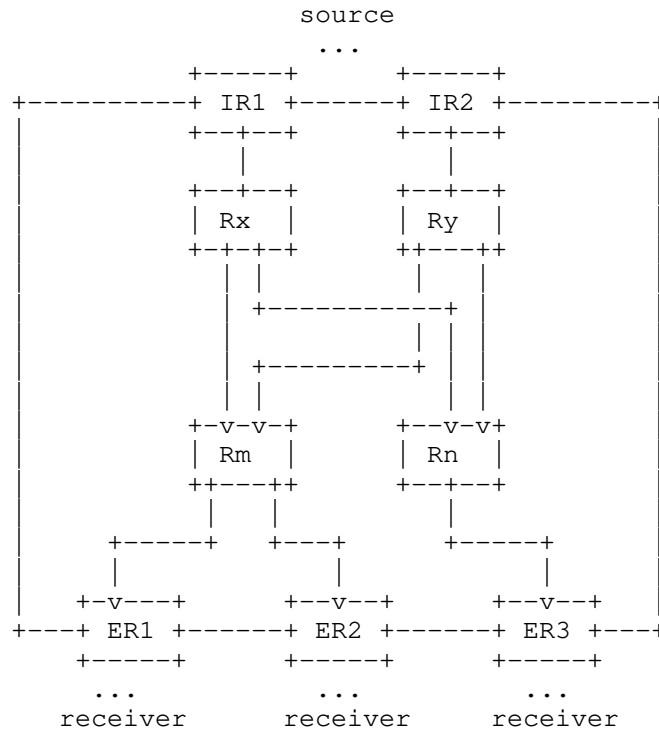 source
...
IR1 IR2
Rx Ry
v v v v
Rm Rn
v v v
ER1 ER2 ER3
... ... ...
receiver receiver receiver